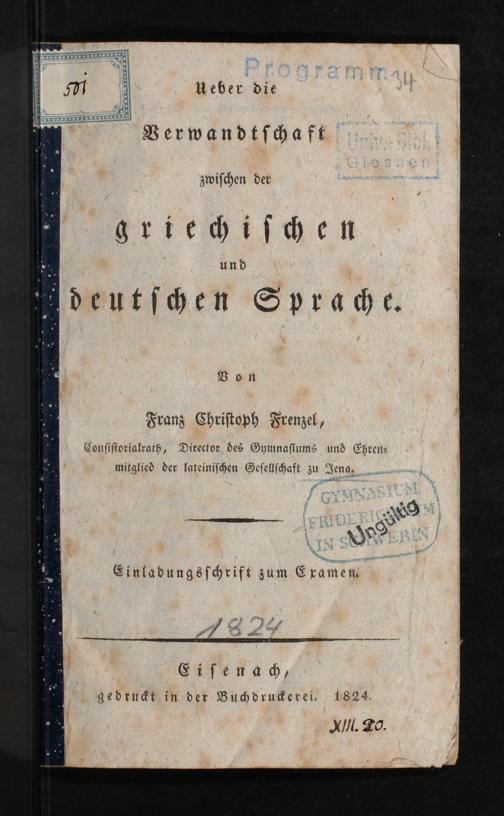 501
Programm 34
Ueber die
Verwandtschaft
Univ.-Bibl.
Giessen
zwischen der
griechischen
und
deutschen Sprache.
Von
Franz Christoph Frenzel,
Consistorialrath, Director des Gymnasiums und Ehren⸗
mitglied der lateinischen Gesellschaft zu Jena.
GYMNASIUM
FRIDERICIANUM
IN SCHWERIN
Ungültig
Einladungsschrift zum Examen.
1824
Eisenach,
gedruckt in der Buchdruckerei. 1824.
XIII. 20.